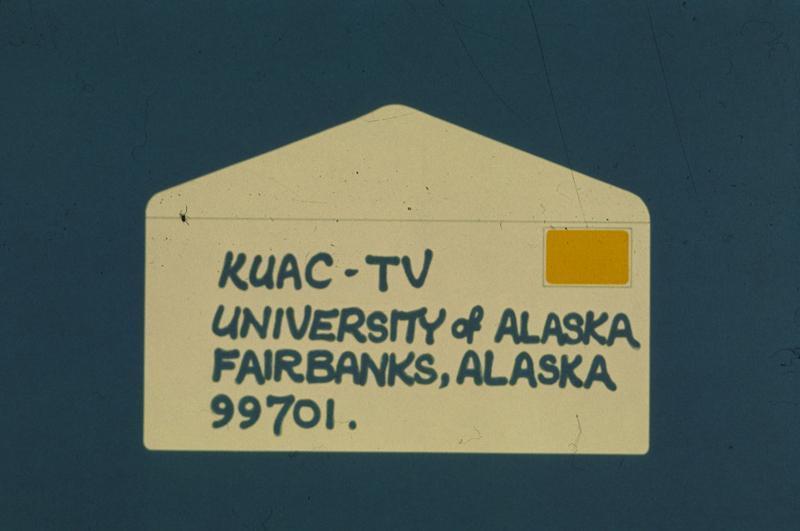 KUAC-TV
UNIVERSITY of ALASKA
FAIRBANKS, ALASKA
99701.